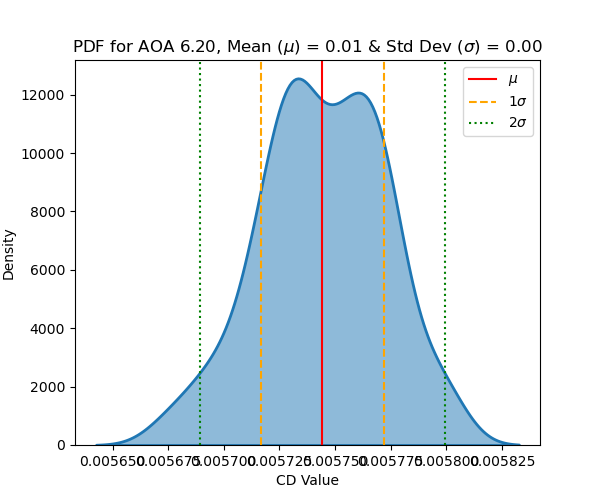 PDF for AOA 6.20, Mean (μ) = 0.01 & Std Dev (σ) = 0.00
μ
1σ
2σ
12000
10000
8000
6000
4000
2000
0
Density
0.005650 0.005675 0.005700 0.005725 0.005750 0.005775 0.005800 0.005825
CD Value